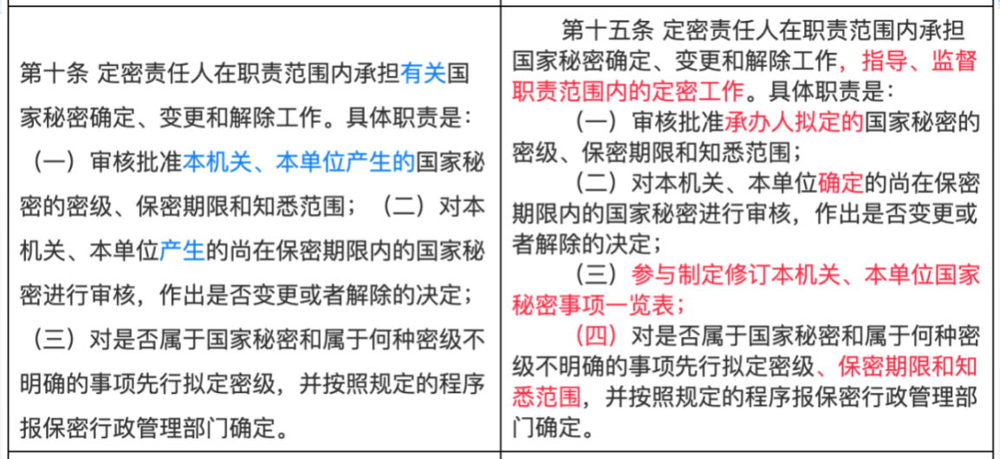 第十条 定密责任人在职责范围内承担有关国
家秘密确定、变更和解除工作。具体职责是：
（一）审核批准本机关、本单位产生的国家秘
密的密级、保密期限和知悉范围；（二）对本
机关、本单位产生的尚在保密期限内的国家秘
密进行审核，作出是否变更或者解除的决定；
（三）对是否属于国家秘密和属于何种密级不
明确的事项先行拟定密级，并按照规定的程序
报保密行政管理部门确定。
第十五条 定密责任人在职责范围内承担
国家秘密确定、变更和解除工作，指导、监督
职责范围内的定密工作。具体职责是：
（一）审核批准承办人拟定的国家秘密的
密级、保密期限和知悉范围；
（二）对本机关、本单位确定的尚在保密
期限内的国家秘密进行审核，作出是否变更或
者解除的决定；
（三）参与制定修订本机关、本单位国家
秘密事项一览表；
（四）对是否属于国家秘密和属于何种密
级不明确的事项先行拟定密级、保密期限和知
悉范围，并按照规定的程序报保密行政管理部
门确定。